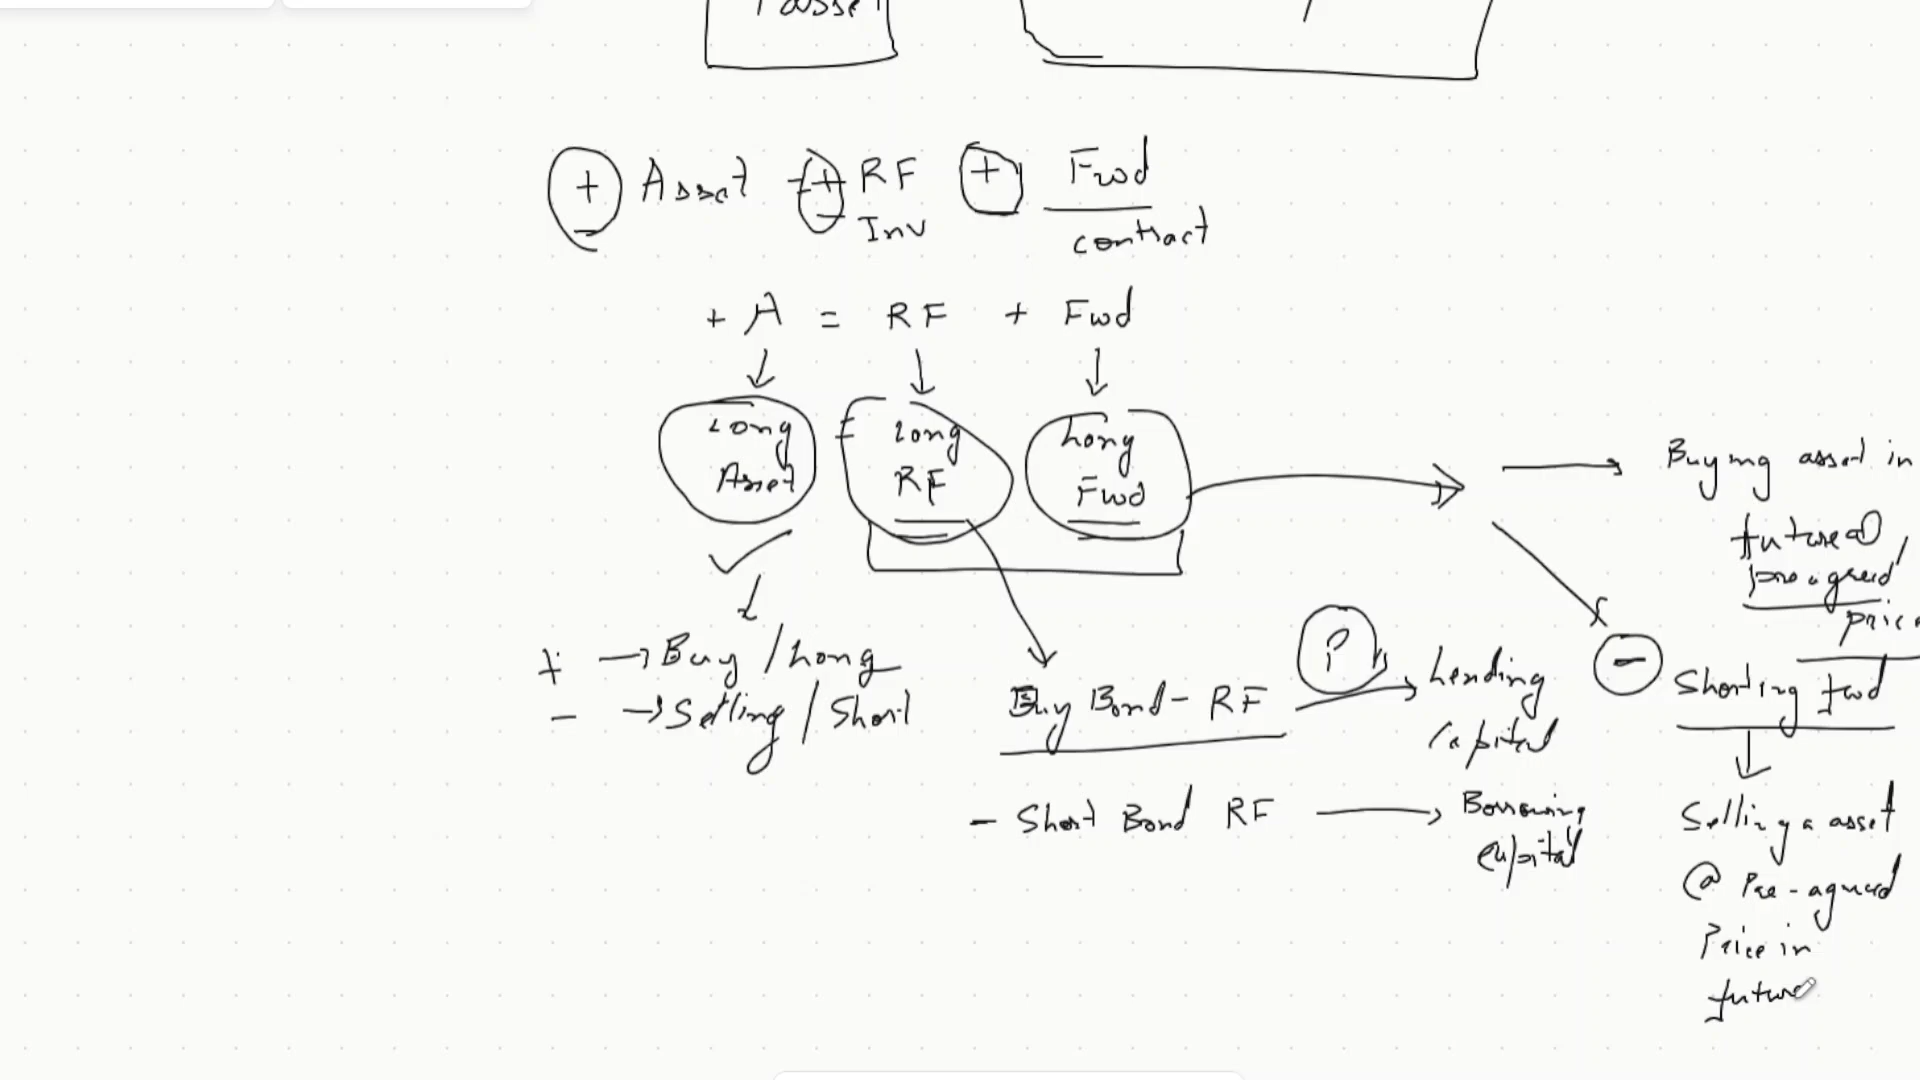 asset
+ Asset + RF + Fwd
Inv contract
+ A = RF + Fwd
Long Asset = Long RF Long Fwd
+ → Buy / Long
- → Selling / Short
Buy Bond - RF → Lending
Capital
- Short Bond RF → Borrowing
capital
→ Buying asset in
future @
pre-agreed
price
- Shorting fwd
Selling a asset
@ Pre-agreed
Price in
future